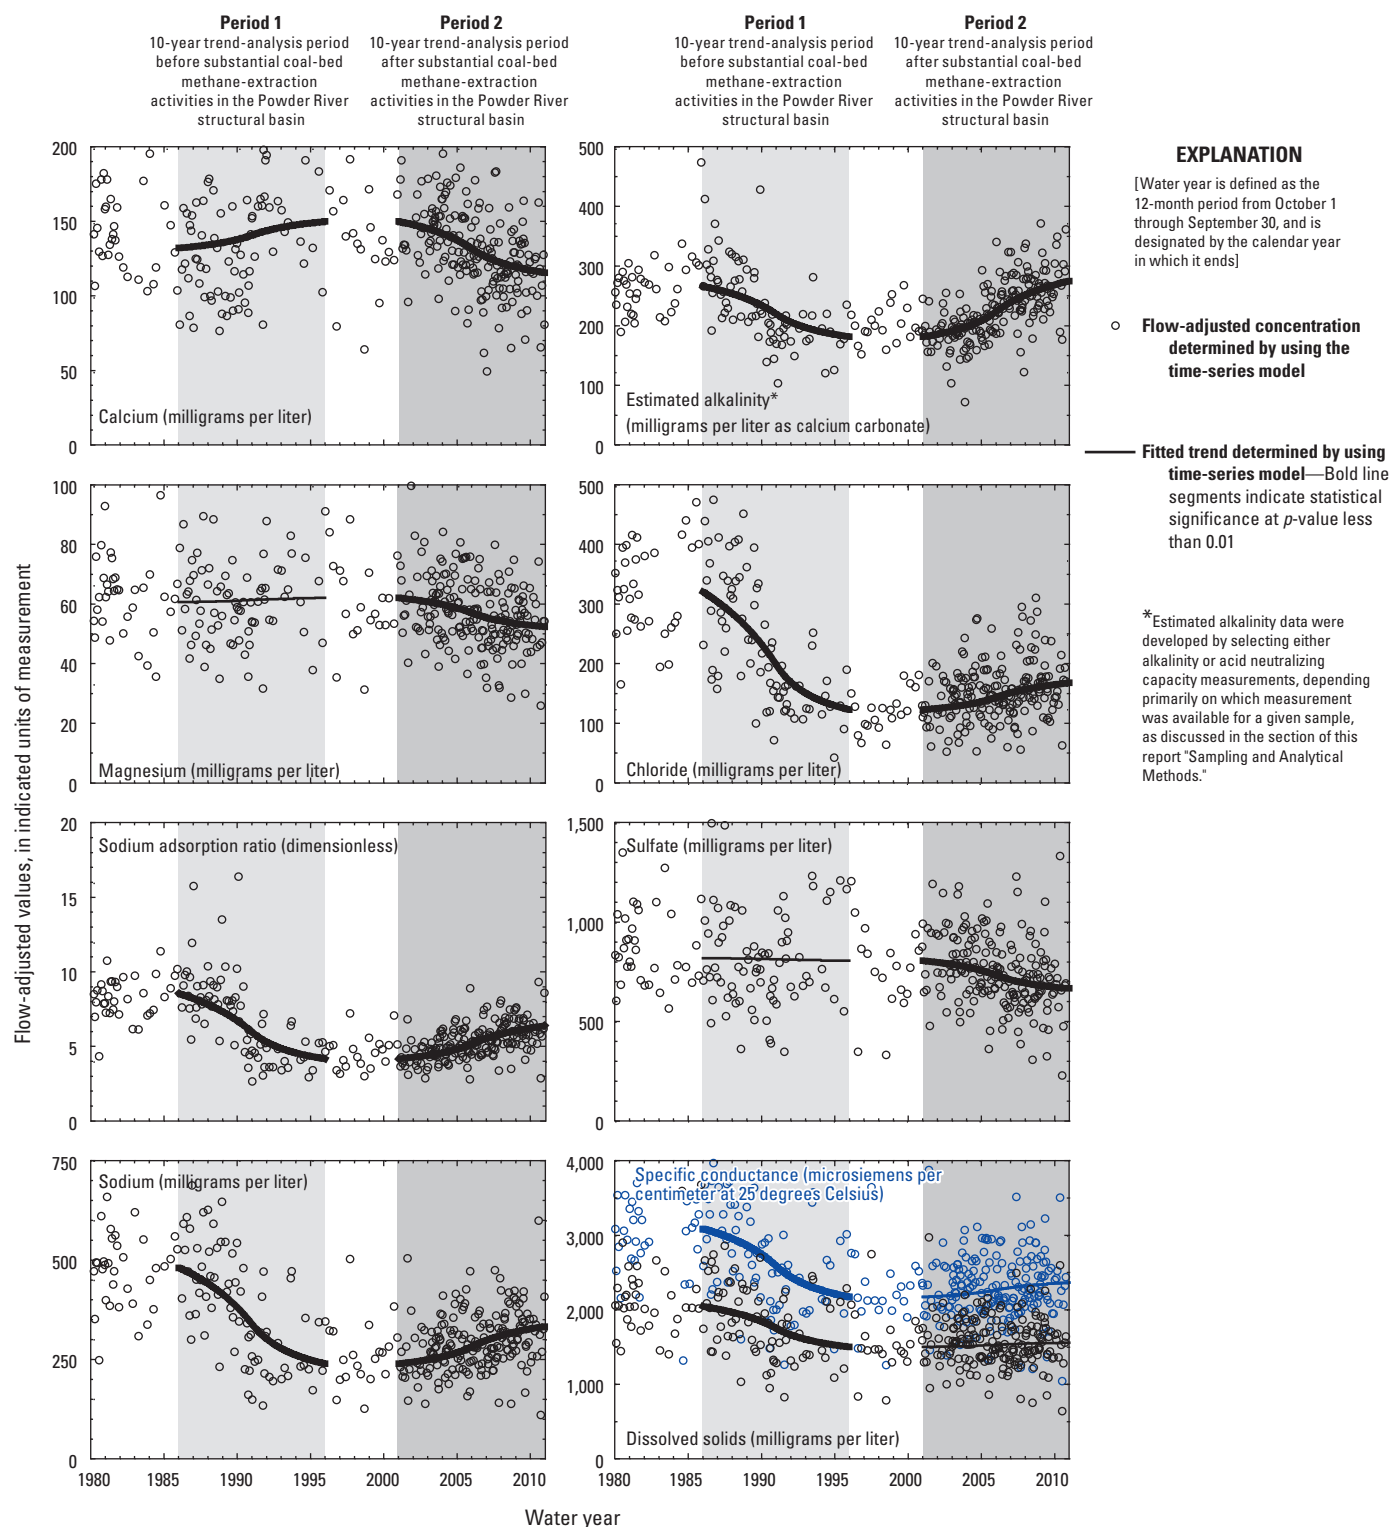 Period 1
10-year trend-analysis period
before substantial coal-bed
methane-extraction
activities in the Powder River
structural basin
Period 2
10-year trend-analysis period
after substantial coal-bed
methane-extraction
activities in the Powder River
structural basin
Period 1
10-year trend-analysis period
before substantial coal-bed
methane-extraction
activities in the Powder River
structural basin
Period 2
10-year trend-analysis period
after substantial coal-bed
methane-extraction
activities in the Powder River
structural basin
Flow-adjusted values, in indicated units of measurement
200
150
100
50
0
Calcium (milligrams per liter)
500
400
300
200
100
0
Estimated alkalinity*
(milligrams per liter as calcium carbonate)
100
80
60
40
20
0
Magnesium (milligrams per liter)
500
400
300
200
100
0
Chloride (milligrams per liter)
20
15
10
5
0
Sodium adsorption ratio (dimensionless)
1,500
1,000
500
0
Sulfate (milligrams per liter)
750
500
250
0
Sodium (milligrams per liter)
1980 1985 1990 1995 2000 2005 2010
4,000
3,000
2,000
1,000
0
Specific conductance (microsiemens per
centimeter at 25 degrees Celsius)
Dissolved solids (milligrams per liter)
1980 1985 1990 1995 2000 2005 2010
Water year
EXPLANATION
[Water year is defined as the
12-month period from October 1
through September 30, and is
designated by the calendar year
in which it ends]
Flow-adjusted concentration
determined by using the
time-series model
Fitted trend determined by using
time-series model—Bold line
segments indicate statistical
significance at p-value less
than 0.01
*Estimated alkalinity data were
developed by selecting either
alkalinity or acid neutralizing
capacity measurements, depending
primarily on which measurement
was available for a given sample,
as discussed in the section of this
report "Sampling and Analytical
Methods."